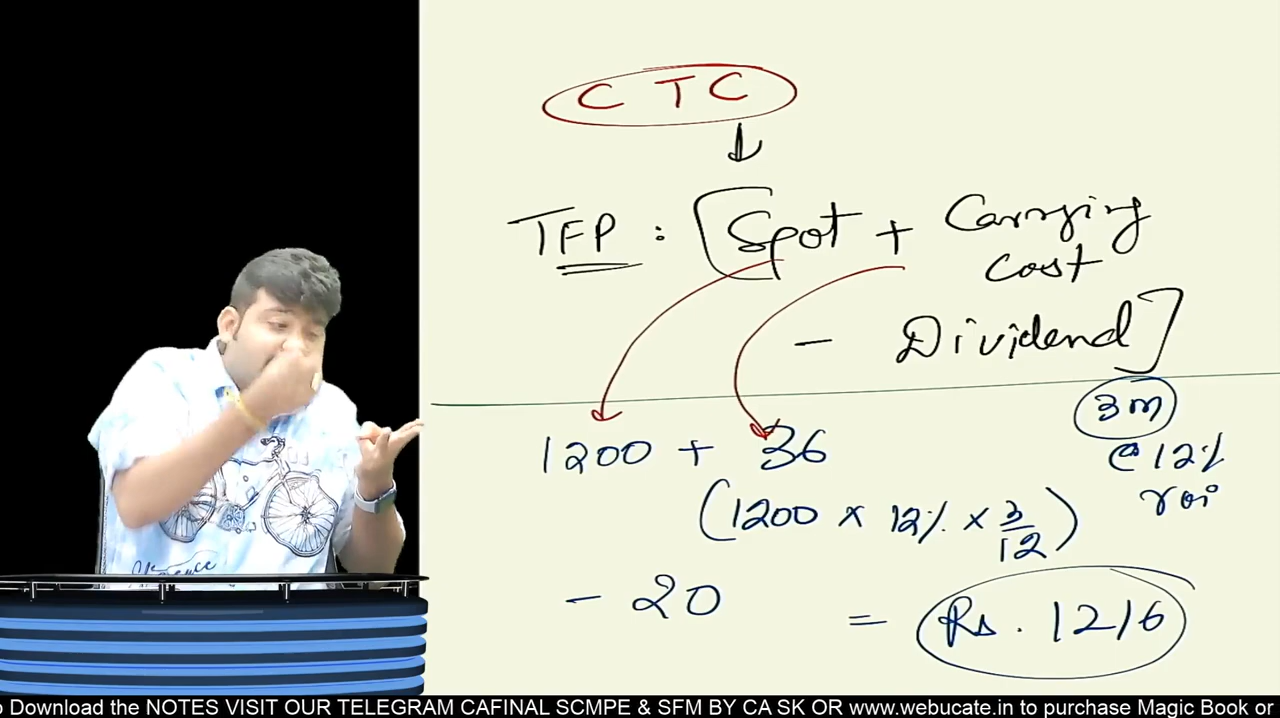 CTC
TFP : [Spot + Carrying
cost
- Dividend]
3m
1200 + 36
@ 12%
roi
(1200 × 12% × 3/12)
- 20
= Rs. 1216
o Download the NOTES VISIT OUR TELEGRAM CAFINAL SCMPE & SFM BY CA SK OR www.webucate.in to purchase Magic Book or